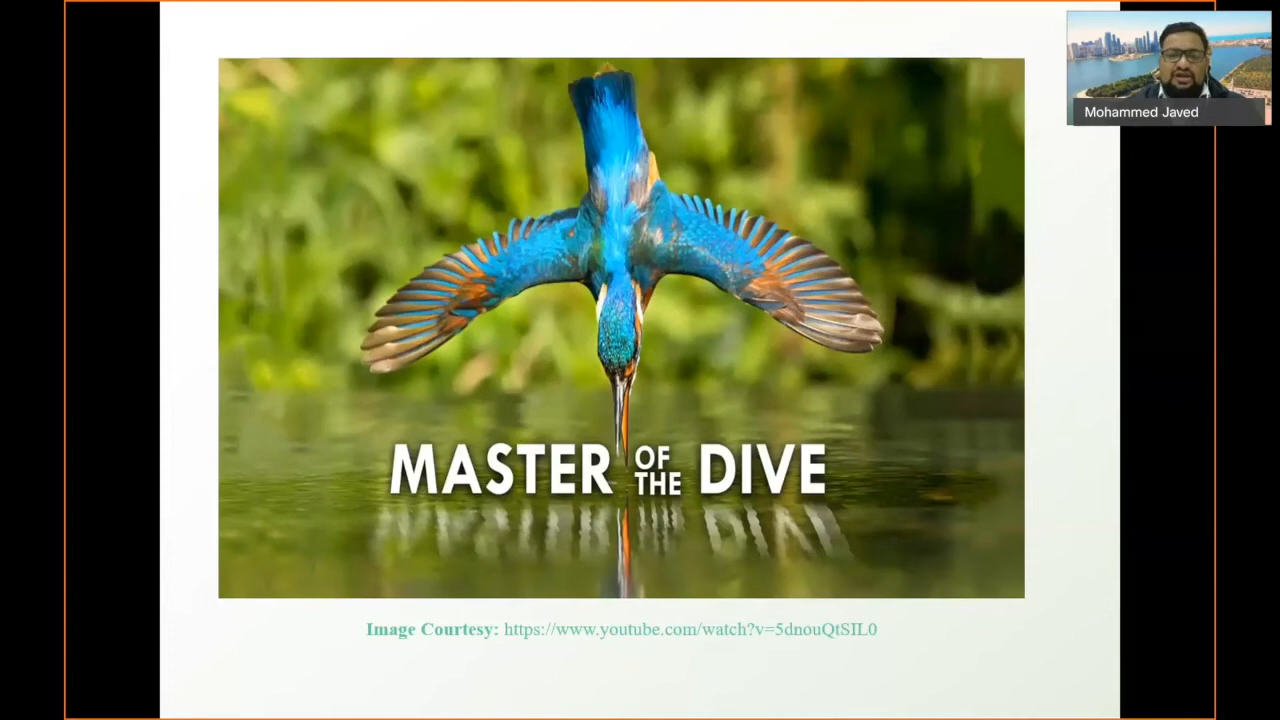 Mohammed Javed
MASTER OF THE DIVE
Image Courtesy: https://www.youtube.com/watch?v=5dnouQtSIL0